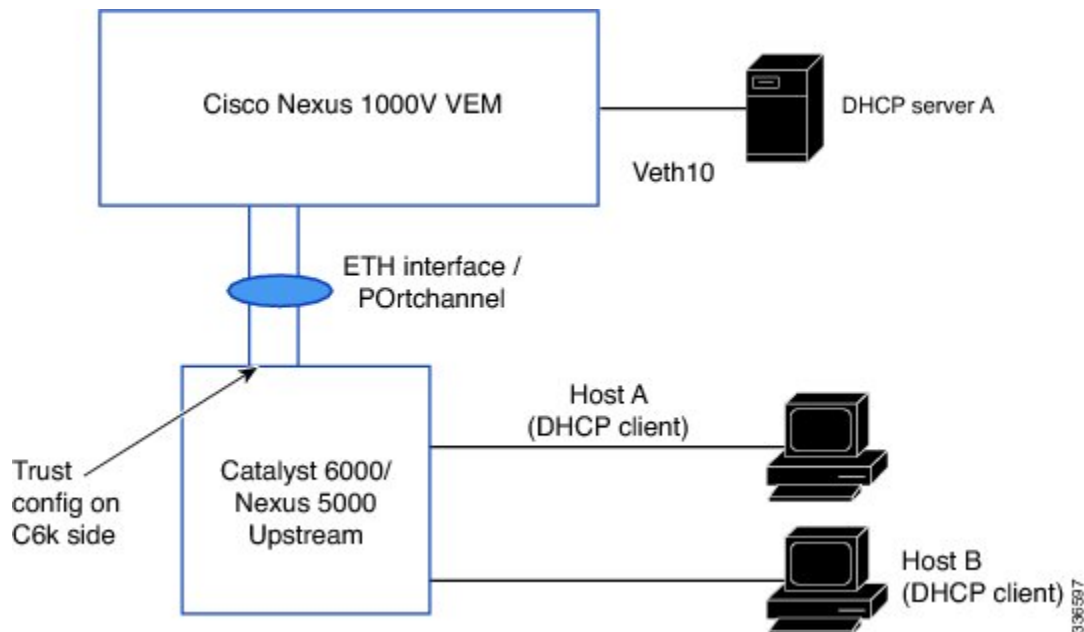 Cisco Nexus 1000V VEM
DHCP server A
Veth10
ETH interface /
POrtchannel
Host A
(DHCP client)
Trust
config on
C6k side
Catalyst 6000/
Nexus 5000
Upstream
Host B
(DHCP client)
336597